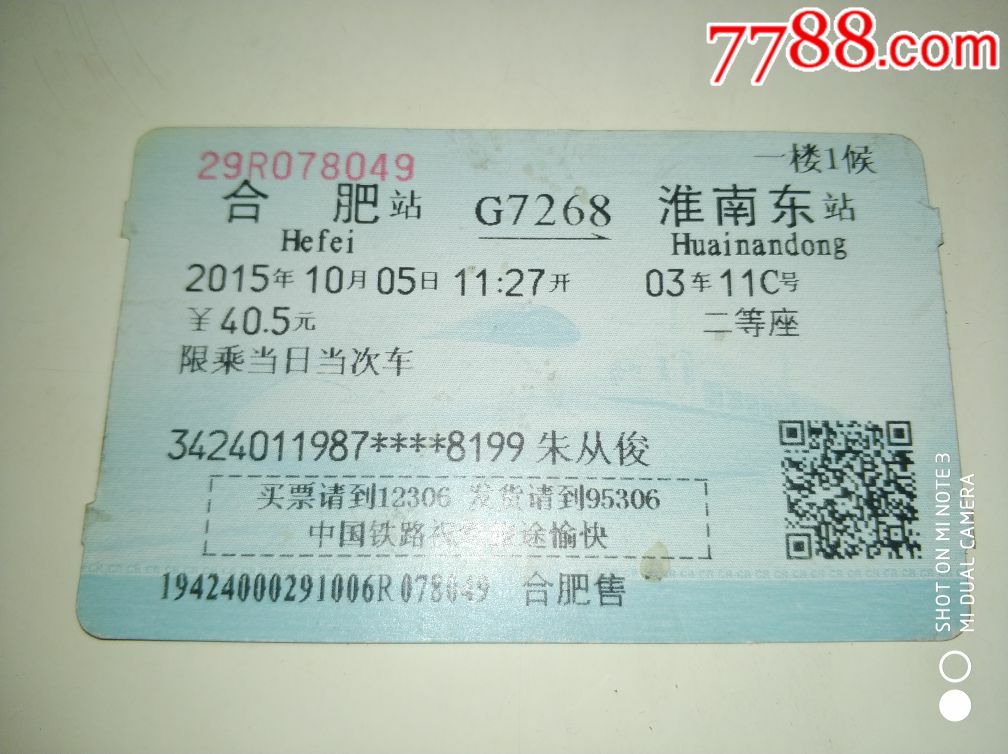 7788.com
29R078049
一楼1候
合 肥站 G7268 淮南东站
Hefei Huainandong
2015年10月05日 11:27开 03车11C号
￥40.5元 二等座
限乘当日当次车
3424011987****8199 朱从俊
买票请到12306 发货请到95306
中国铁路祝 途愉快
19424000291006R078049 合肥售
SHOT ON MI NOTE 3
MI DUAL CAMERA